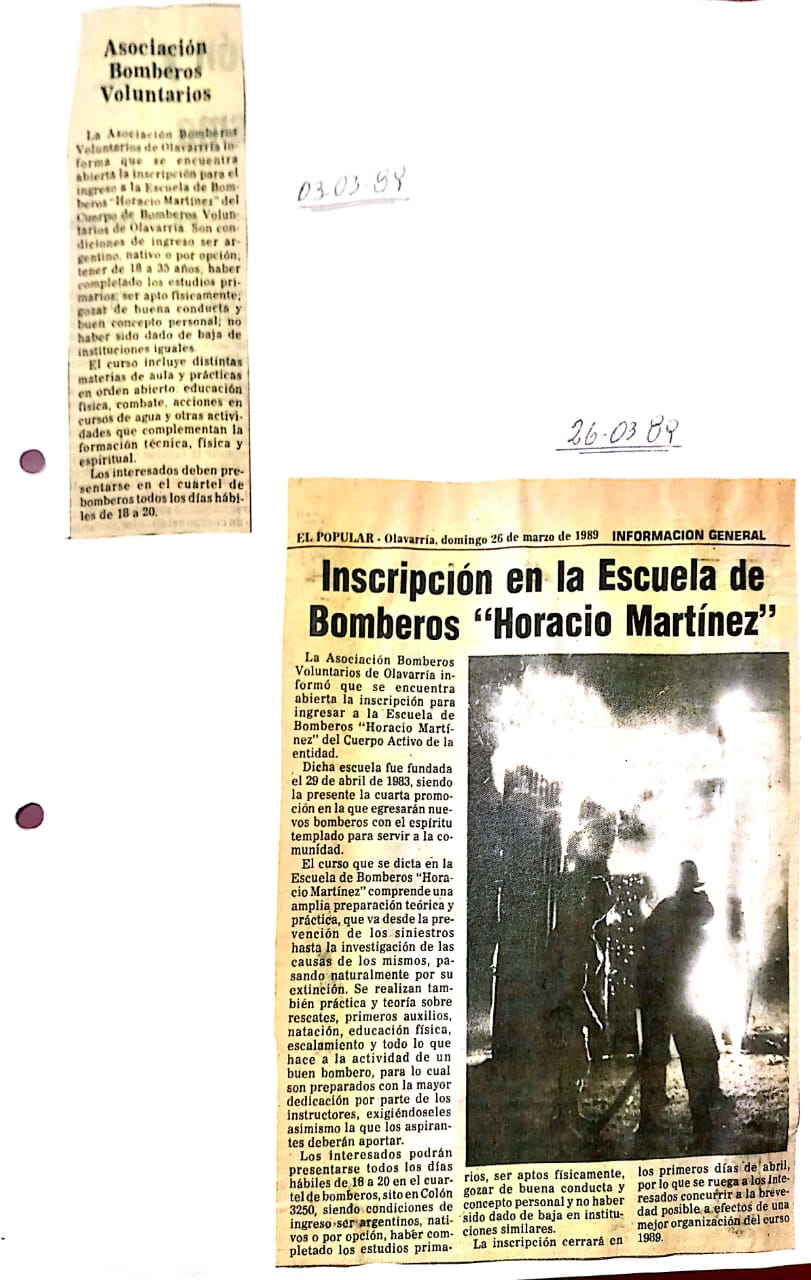 Asociación
Bomberos
Voluntarios
La Asociación Bomberos
Voluntarios de Olavarría in-
forma que se encuentra
abierta la inscripción para el
ingreso a la Escuela de Bom-
beros "Horacio Martínez" del
Cuerpo de Bomberos Volun-
tarios de Olavarría. Son con-
diciones de ingreso ser ar-
gentino, nativo o por opción;
tener de 18 a 35 años; haber
completado los estudios pri-
marios; ser apto físicamente;
gozar de buena conducta y
buen concepto personal; no
haber sido dado de baja de
instituciones iguales.
El curso incluye distintas
materias de aula y prácticas
en orden abierto: educación
física, combate, acciones en
cursos de agua y otras activi-
dades que complementan la
formación técnica, física y
espiritual.
Los interesados deben pre-
sentarse en el cuartel de
bomberos todos los días hábi-
les de 18 a 20.
03-03-89
26-03-89
EL POPULAR - Olavarría, domingo 26 de marzo de 1989 INFORMACION GENERAL
Inscripción en la Escuela de
Bomberos "Horacio Martínez"
La Asociación Bomberos
Voluntarios de Olavarría in-
formó que se encuentra
abierta la inscripción para
ingresar a la Escuela de
Bomberos "Horacio Martí-
nez" del Cuerpo Activo de la
entidad.
Dicha escuela fue fundada
el 29 de abril de 1983, siendo
la presente la cuarta promo-
ción en la que egresarán nue-
vos bomberos con el espíritu
templado para servir a la co-
munidad.
El curso que se dicta en la
Escuela de Bomberos "Hora-
cio Martínez" comprende una
amplia preparación teórica y
práctica, que va desde la pre-
vención de los siniestros
hasta la investigación de las
causas de los mismos, pa-
sando naturalmente por su
extinción. Se realizan tam-
bién práctica y teoría sobre
rescates, primeros auxilios,
natación, educación física,
escalamiento y todo lo que
hace a la actividad de un
buen bombero, para lo cual
son preparados con la mayor
dedicación por parte de los
instructores, exigiéndoseles
asimismo la que los aspiran-
tes deberán aportar.
Los interesados podrán
presentarse todos los días
hábiles de 18 a 20 en el cuar-
tel de bomberos, sito en Colón
3250, siendo condiciones de
ingreso ser argentinos, nati-
vos o por opción, haber com-
pletado los estudios prima-
rios, ser aptos físicamente,
gozar de buena conducta y
concepto personal y no haber
sido dado de baja en institu-
ciones similares.
La inscripción cerrará en
los primeros días de abril,
por lo que se ruega a los inte-
resados concurrir a la breve-
dad posible a efectos de una
mejor organización del curso
1989.